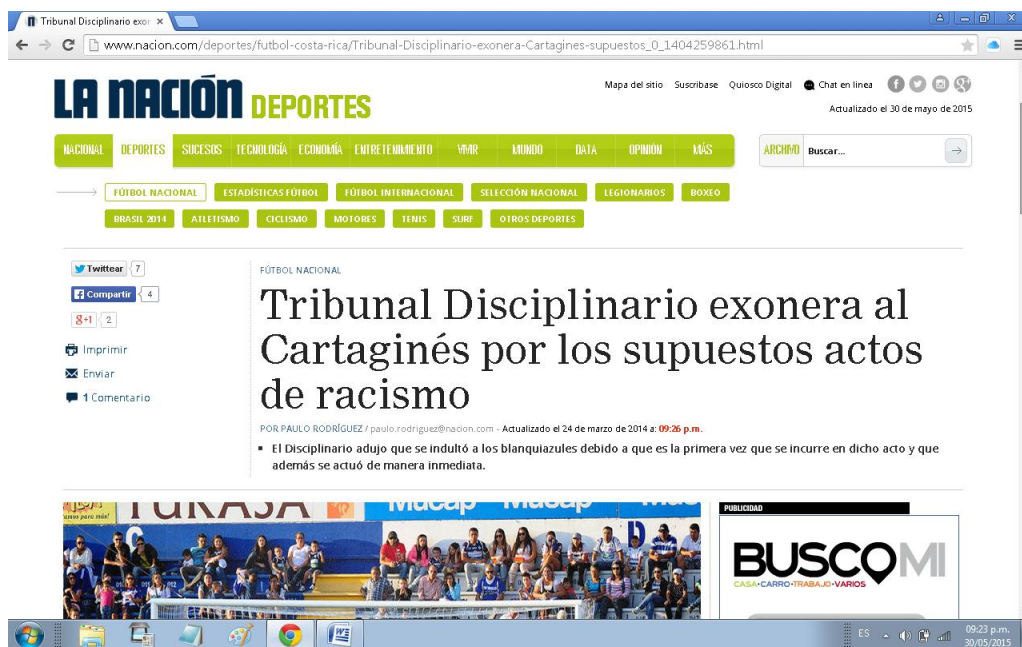 Tribunal Disciplinario exor
www.nacion.com/deportes/futbol-costa-rica/Tribunal-Disciplinario-exonera-Cartagines-supuestos_0_1404259861.html
LA NACIÓN DEPORTES
Mapa del sitio Suscríbase Quiosco Digital Chat en línea
Actualizado el 30 de mayo de 2015
NACIONAL DEPORTES SUCESOS TECNOLOGÍA ECONOMÍA ENTRETENIMIENTO VIVIR MUNDO DATA OPINIÓN MÁS
ARCHIVO Buscar...
FÚTBOL NACIONAL ESTADÍSTICAS FÚTBOL FÚTBOL INTERNACIONAL SELECCIÓN NACIONAL LEGIONARIOS BOXEO
BRASIL 2014 ATLETISMO CICLISMO MOTORES TENIS SURF OTROS DEPORTES
Twittear 7
Compartir 4
g+1 2
Imprimir
Enviar
1 Comentario
FÚTBOL NACIONAL
Tribunal Disciplinario exonera al
Cartaginés por los supuestos actos
de racismo
POR PAULO RODRÍGUEZ / paulo.rodriguez@nacion.com - Actualizado el 24 de marzo de 2014 a: 09:26 p.m.
El Disciplinario adujo que se indultó a los blanquiazules debido a que es la primera vez que se incurre en dicho acto y que
además se actuó de manera inmediata.
Macap Macap
PUBLICIDAD
BUSCOMI
CASA•CARRO•TRABAJO•VARIOS
ES
09:23 p.m.
30/05/2015